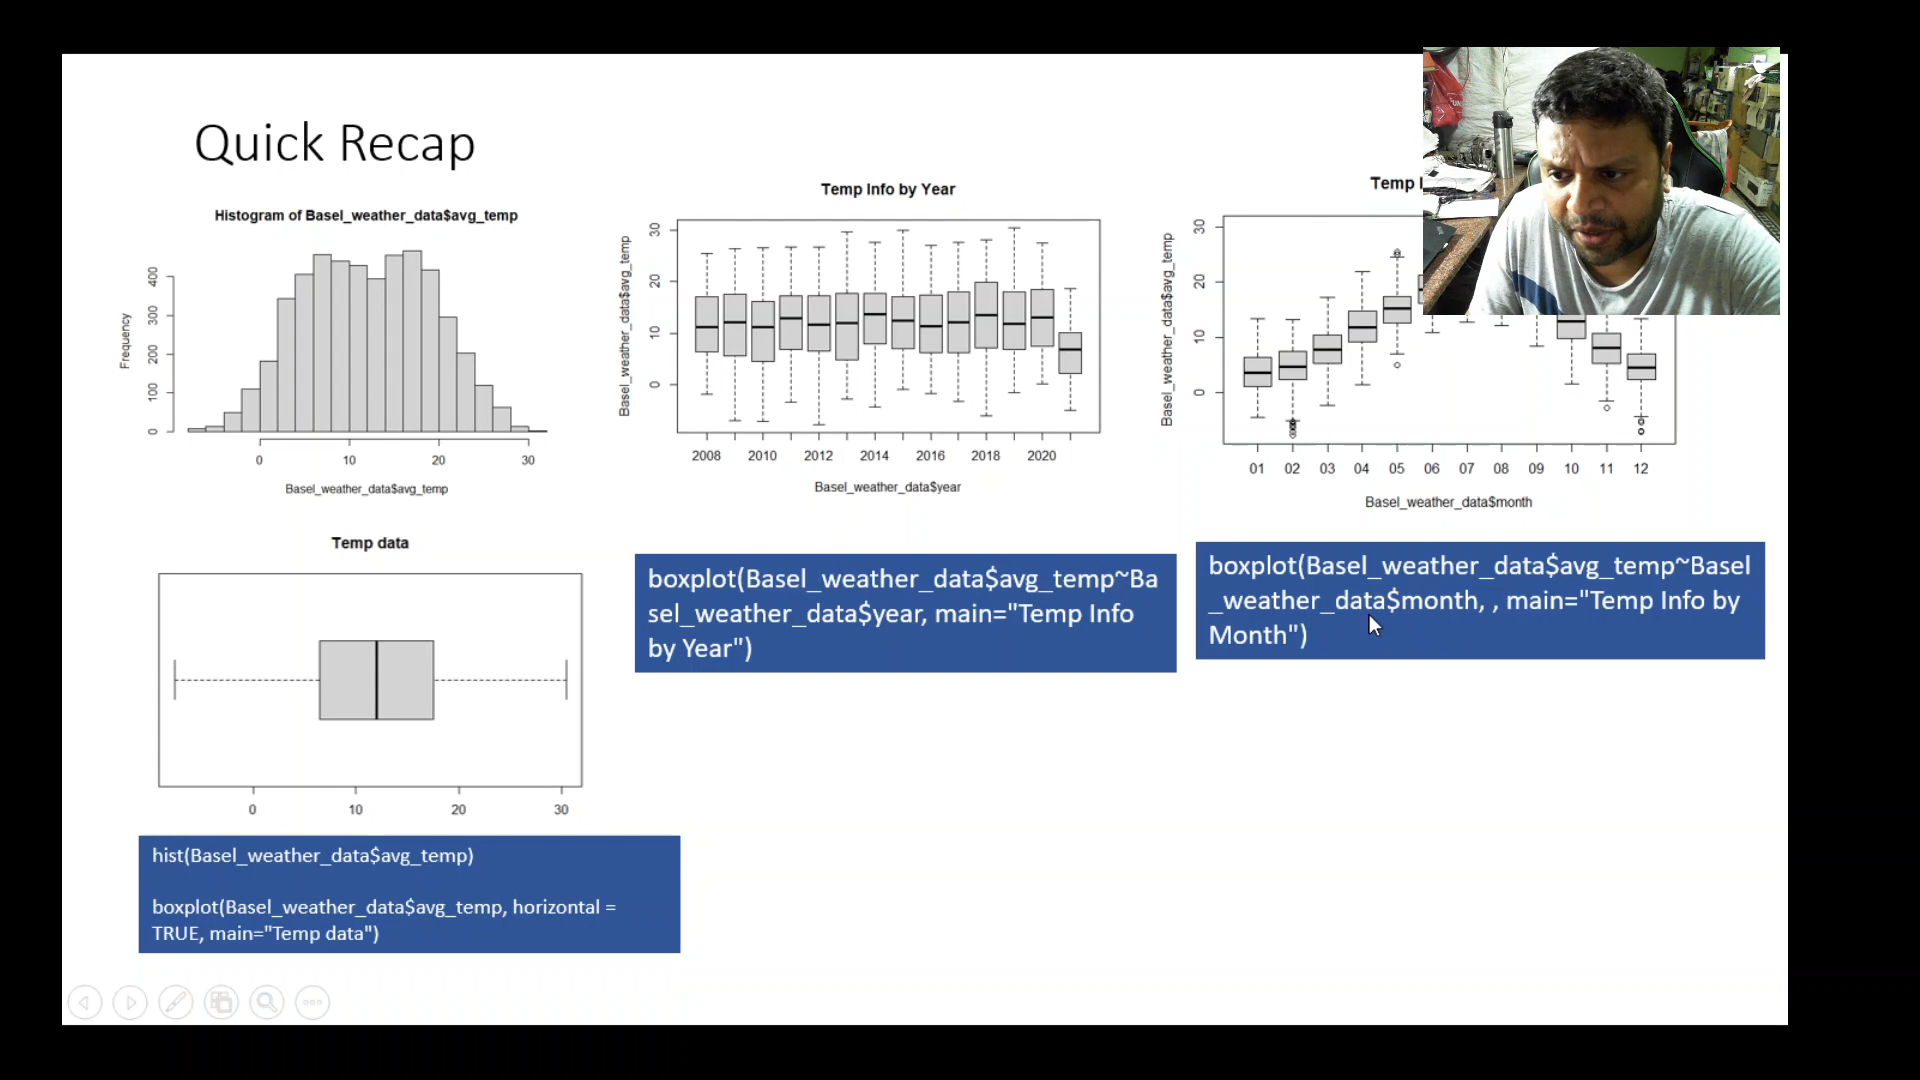 Quick Recap
Histogram of Basel_weather_data$avg_temp
Frequency
0
100
200
300
400
0 10 20 30
Basel_weather_data$avg_temp
Temp data
0 10 20 30
hist(Basel_weather_data$avg_temp)
boxplot(Basel_weather_data$avg_temp, horizontal =
TRUE, main="Temp data")
Temp Info by Year
Basel_weather_data$avg_temp
0
10
20
30
2008 2010 2012 2014 2016 2018 2020
Basel_weather_data$year
boxplot(Basel_weather_data$avg_temp~Ba
sel_weather_data$year, main="Temp Info
by Year")
Temp
Basel_weather_data$avg_temp
0
10
20
30
01 02 03 04 05 06 07 08 09 10 11 12
Basel_weather_data$month
boxplot(Basel_weather_data$avg_temp~Basel
_weather_data$month, , main="Temp Info by
Month")